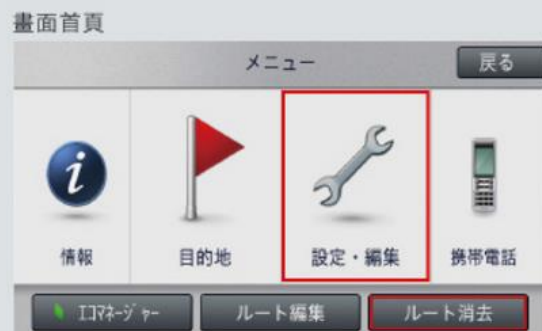 畫面首頁
メニュー 戻る
情報 目的地 設定・編集 携帯電話
エコマネージャー ルート編集 ルート消去